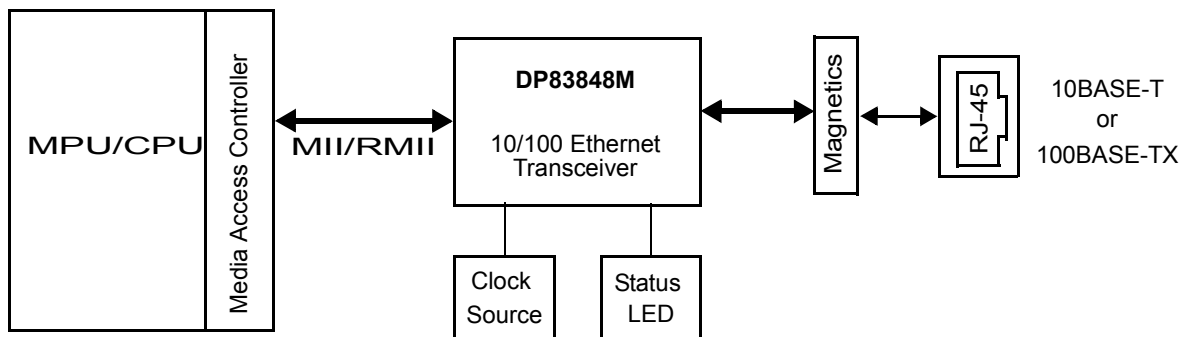 MPU/CPU
Media Access Controller
MII/RMII
DP83848M
10/100 Ethernet
Transceiver
Magnetics
RJ-45
10BASE-T
or
100BASE-TX
Clock
Source
Status
LED